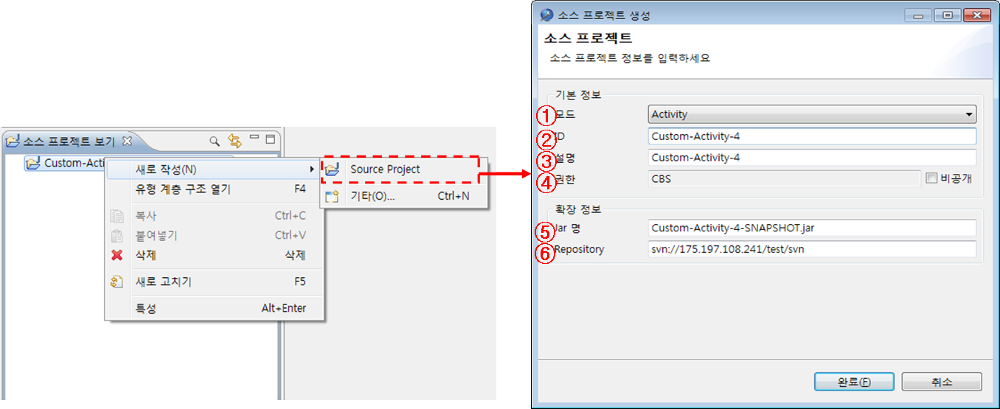 소스 프로젝트 보기
Custom-Acti
새로 작성(N)
유형 계층 구조 열기 F4
복사 Ctrl+C
붙여넣기 Ctrl+V
삭제 삭제
새로 고치기 F5
특성 Alt+Enter
Source Project
기타(O)... Ctrl+N
소스 프로젝트 생성
소스 프로젝트
소스 프로젝트 정보를 입력하세요
기본 정보
① 모드 Activity
② ID Custom-Activity-4
③ 설명 Custom-Activity-4
④ 권한 CBS 비공개
확장 정보
⑤ Jar 명 Custom-Activity-4-SNAPSHOT.jar
⑥ Repository svn://175.197.108.241/test/svn
완료(F) 취소